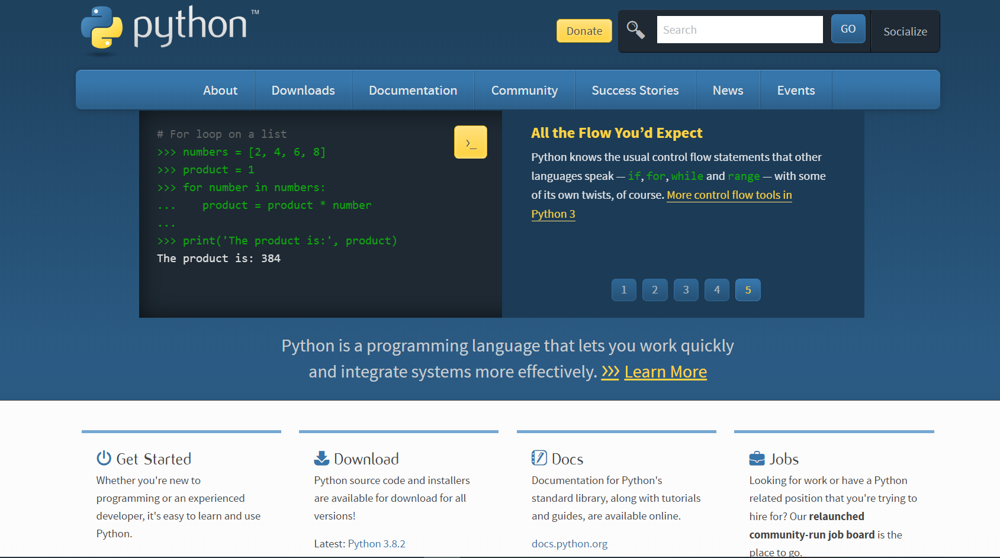 python™
Donate
Search
GO
Socialize
About
Downloads
Documentation
Community
Success Stories
News
Events
# For loop on a list
>>> numbers = [2, 4, 6, 8]
>>> product = 1
>>> for number in numbers:
...    product = product * number
...
>>> print('The product is:', product)
The product is: 384
>_
All the Flow You’d Expect
Python knows the usual control flow statements that other
languages speak — if, for, while and range — with some
of its own twists, of course. More control flow tools in
Python 3
1 2 3 4 5
Python is a programming language that lets you work quickly
and integrate systems more effectively. >>> Learn More
Get Started
Whether you're new to
programming or an experienced
developer, it's easy to learn and use
Python.
Download
Python source code and installers
are available for download for all
versions!
Latest: Python 3.8.2
Docs
Documentation for Python's
standard library, along with tutorials
and guides, are available online.
docs.python.org
Jobs
Looking for work or have a Python
related position that you're trying to
hire for? Our relaunched
community-run job board is the
place to go.